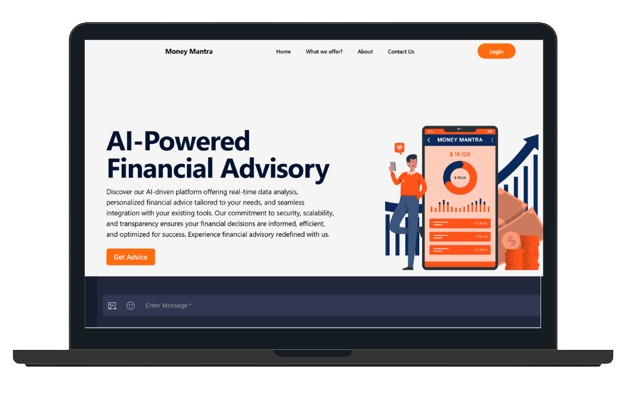 Money Mantra
Home
What we offer?
About
Contact Us
Login
AI-Powered
Financial Advisory
Discover our AI-driven platform offering real-time data analysis,
personalized financial advice tailored to your needs, and seamless
integration with your existing tools. Our commitment to security, scalability,
and transparency ensures your financial decisions are informed, efficient,
and optimized for success. Experience financial advisory redefined with us.
Get Advice
MONEY MANTRA
Enter Message *